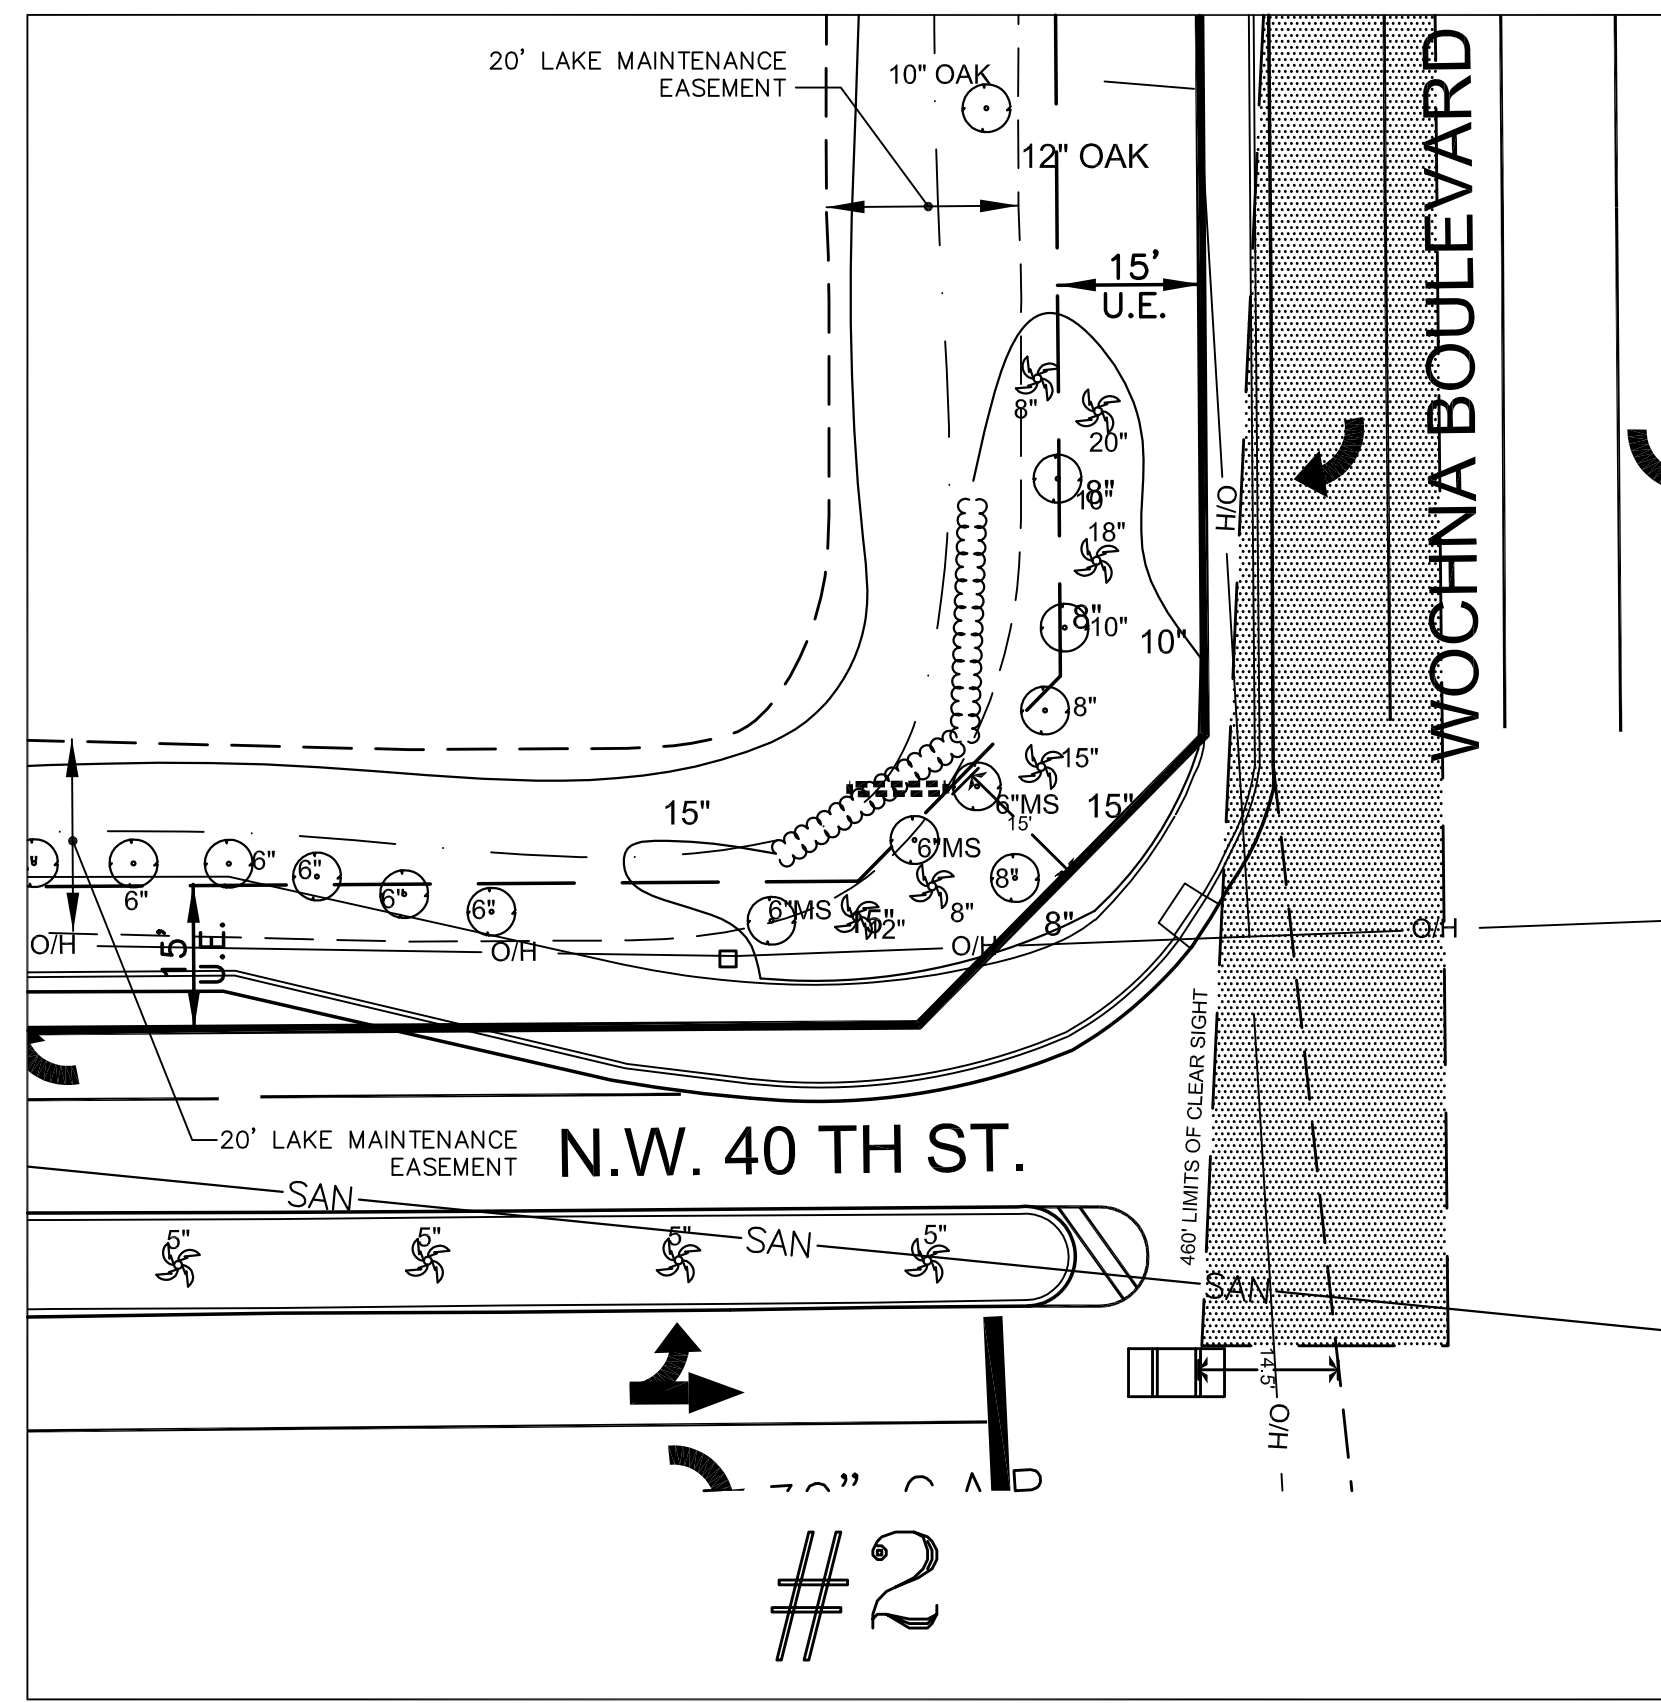 20’ LAKE MAINTENANCE
EASEMENT
10" OAK
12" OAK
15’
U.E.
WOCHNA BOULEVARD
8"
20"
8"
10"
O/H
18"
8"
10"
10"
8"
15"
6"MS
15'
15"
15"
6"MS
6"
6"
6"
6"
6"
8"
6"MS
15"
12"
8"
8"
O/H
O/H
O/H
O/H
15’
U.E.
460' LIMITS OF CLEAR SIGHT
20’ LAKE MAINTENANCE
EASEMENT
N.W. 40 TH ST.
SAN
SAN
SAN
5"
5"
5"
5"
14.5'
O/H
#2